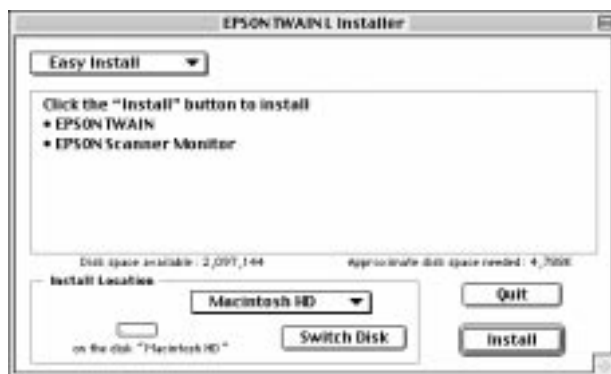 EPSON TWAIN L Installer
Easy Install
Click the “Install” button to install
• EPSON TWAIN
• EPSON Scanner Monitor
Disk space available : 2,097,144 Approximate disk space needed : 4,788K
Install Location
Macintosh HD
Quit
on the disk "Macintosh HD"
Switch Disk
Install